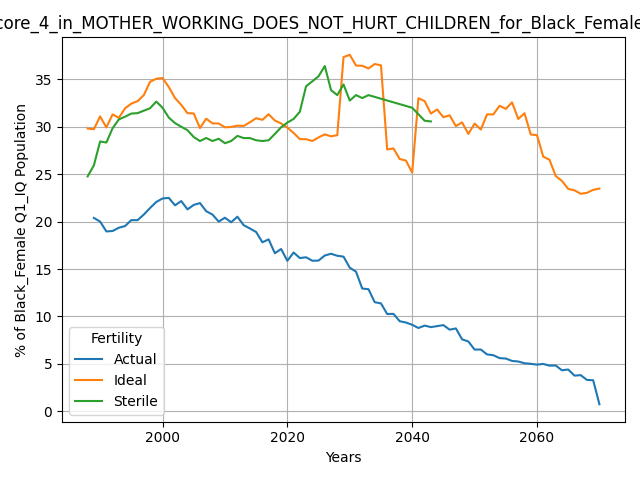 core_4_in_MOTHER_WORKING_DOES_NOT_HURT_CHILDREN_for_Black_Female
% of Black_Female Q1_IQ Population
35
30
25
20
15
10
5
0
Fertility
Actual
Ideal
Sterile
2000
2020
2040
2060
Years